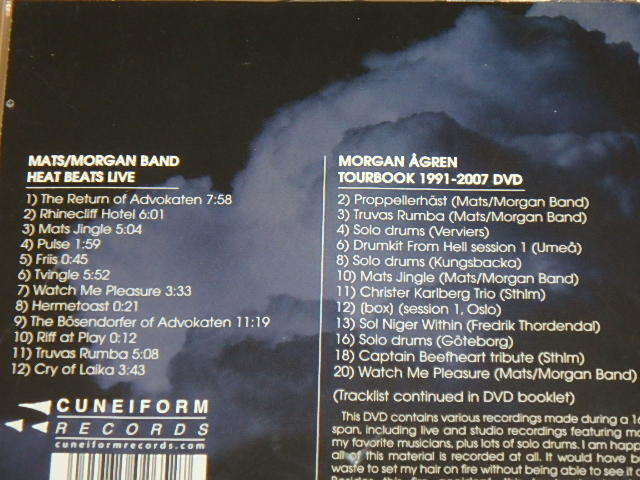 MATS/MORGAN BAND
HEAT BEATS LIVE
1) The Return of Advokaten 7:58
2) Rhinecliff Hotel 6:01
3) Mats Jingle 5:04
4) Pulse 1:59
5) Friis 0:45
6) Tvingle 5:52
7) Watch Me Pleasure 3:33
8) Hermetoast 0:21
9) The Bösendorfer of Advokaten 11:19
10) Riff at Play 0:12
11) Truvas Rumba 5:08
12) Cry of Laika 3:43
CUNEIFORM
RECORDS
cuneiformrecords.com
MORGAN ÅGREN
TOURBOOK 1991-2007 DVD
2) Proppellerhäst (Mats/Morgan Band)
3) Truvas Rumba (Mats/Morgan Band)
4) Solo drums (Verviers)
6) Drumkit From Hell session 1 (Umeå)
8) Solo drums (Kungsbacka)
10) Mats Jingle (Mats/Morgan Band)
11) Christer Karlberg Trio (Sthlm)
12) [box] (session 1, Oslo)
13) Sol Niger Within (Fredrik Thordendal)
16) Solo drums (Göteborg)
18) Captain Beefheart tribute (Sthlm)
20) Watch Me Pleasure (Mats/Morgan Band)
(Tracklist continued in DVD booklet)
This DVD contains various recordings made during a 16
span, including live and studio recordings featuring mo
my favorite musicians, plus lots of solo drums. I am happ
all of this material is recorded at all. It would have b
waste to set my hair on fire without being able to see it